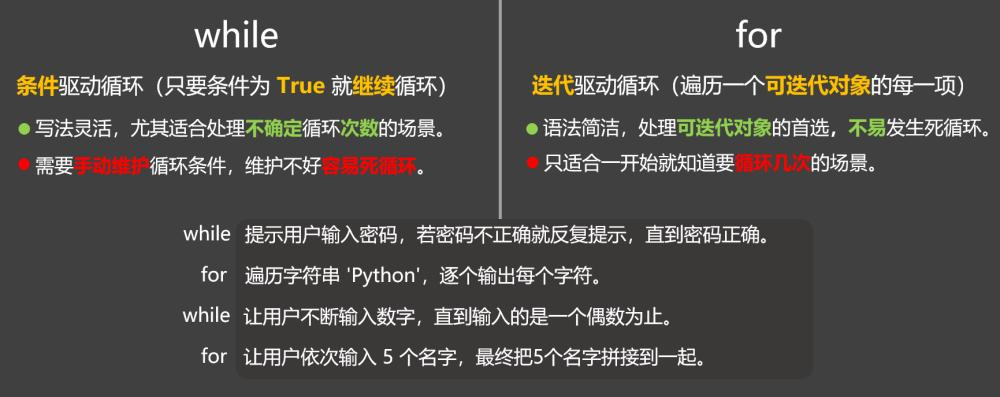 while
条件驱动循环（只要条件为 True 就继续循环）
●写法灵活，尤其适合处理不确定循环次数的场景。
●需要手动维护循环条件，维护不好容易死循环。
for
迭代驱动循环（遍历一个可迭代对象的每一项）
●语法简洁，处理可迭代对象的首选，不易发生死循环。
●只适合一开始就知道要循环几次的场景。
while 提示用户输入密码，若密码不正确就反复提示，直到密码正确。
for 遍历字符串 'Python'，逐个输出每个字符。
while 让用户不断输入数字，直到输入的是一个偶数为止。
for 让用户依次输入 5 个名字，最终把5个名字拼接到一起。